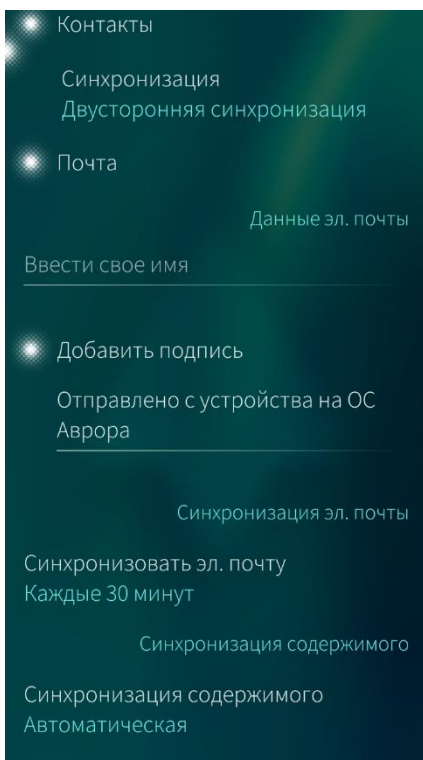 Контакты
Синхронизация
Двусторонняя синхронизация
Почта
Данные эл. почты
Ввести свое имя
Добавить подпись
Отправлено с устройства на ОС
Аврора
Синхронизация эл. почты
Синхронизовать эл. почту
Каждые 30 минут
Синхронизация содержимого
Синхронизация содержимого
Автоматическая